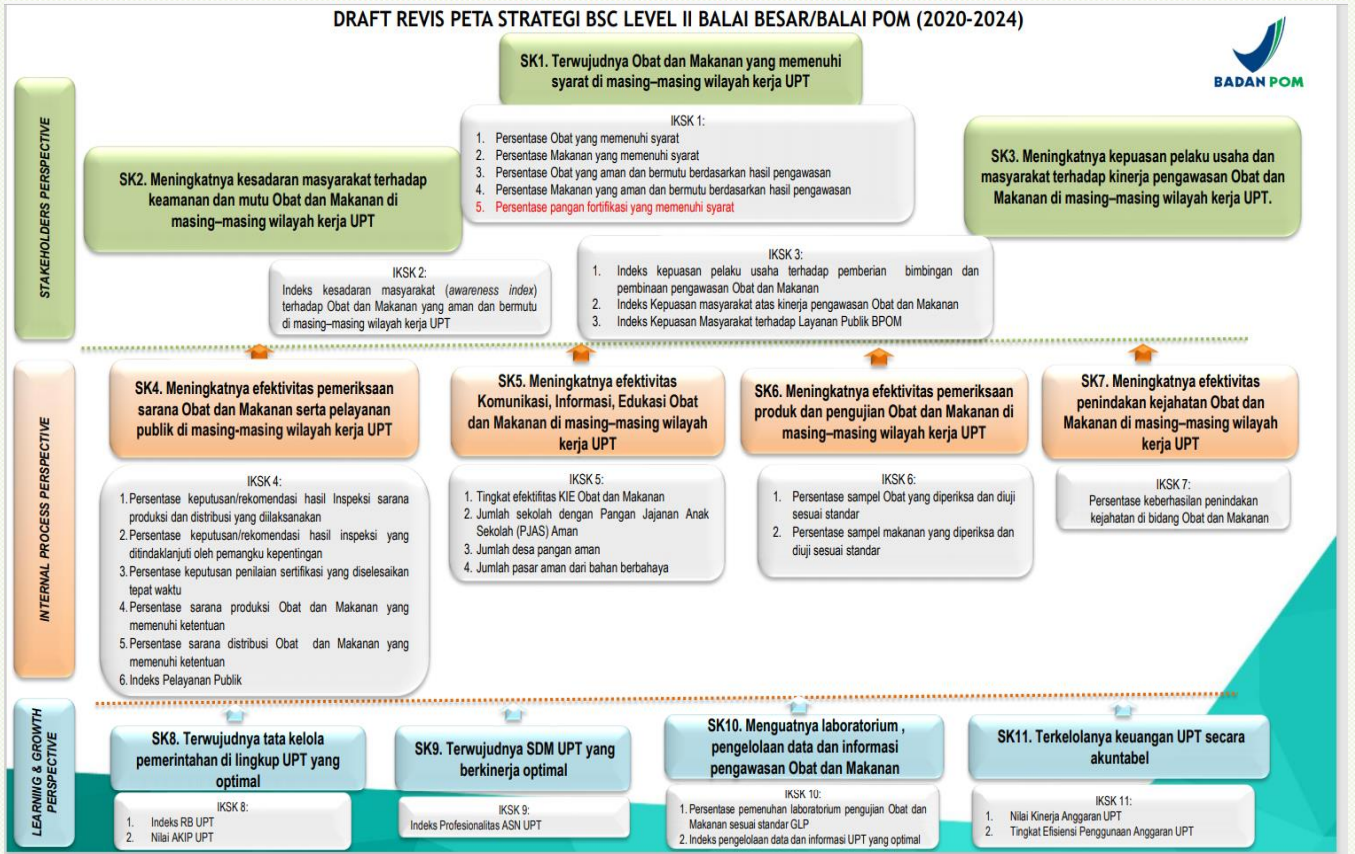 DRAFT REVIS PETA STRATEGI BSC LEVEL II BALAI BESAR/BALAI POM (2020-2024)
BADAN POM
STAKEHOLDERS PERSPECTIVE
SK1. Terwujudnya Obat dan Makanan yang memenuhi
syarat di masing–masing wilayah kerja UPT
IKSK 1:
1. Persentase Obat yang memenuhi syarat
2. Persentase Makanan yang memenuhi syarat
3. Persentase Obat yang aman dan bermutu berdasarkan hasil pengawasan
4. Persentase Makanan yang aman dan bermutu berdasarkan hasil pengawasan
5. Persentase pangan fortifikasi yang memenuhi syarat
SK2. Meningkatnya kesadaran masyarakat terhadap
keamanan dan mutu Obat dan Makanan di
masing–masing wilayah kerja UPT
IKSK 2:
Indeks kesadaran masyarakat (awareness index)
terhadap Obat dan Makanan yang aman dan bermutu
di masing–masing wilayah kerja UPT
SK3. Meningkatnya kepuasan pelaku usaha dan
masyarakat terhadap kinerja pengawasan Obat dan
Makanan di masing–masing wilayah kerja UPT.
IKSK 3:
1. Indeks kepuasan pelaku usaha terhadap pemberian bimbingan dan
pembinaan pengawasan Obat dan Makanan
2. Indeks Kepuasan masyarakat atas kinerja pengawasan Obat dan Makanan
3. Indeks Kepuasan Masyarakat terhadap Layanan Publik BPOM
INTERNAL PROCESS PERSPECTIVE
SK4. Meningkatnya efektivitas pemeriksaan
sarana Obat dan Makanan serta pelayanan
publik di masing-masing wilayah kerja UPT
IKSK 4:
1. Persentase keputusan/rekomendasi hasil Inspeksi sarana
produksi dan distribusi yang diilaksanakan
2. Persentase keputusan/rekomendasi hasil inspeksi yang
ditindaklanjuti oleh pemangku kepentingan
3. Persentase keputusan penilaian sertifikasi yang diselesaikan
tepat waktu
4. Persentase sarana produksi Obat dan Makanan yang
memenuhi ketentuan
5. Persentase sarana distribusi Obat dan Makanan yang
memenuhi ketentuan
6. Indeks Pelayanan Publik
SK5. Meningkatnya efektivitas
Komunikasi, Informasi, Edukasi Obat
dan Makanan di masing–masing wilayah
kerja UPT
IKSK 5:
1. Tingkat efektifitas KIE Obat dan Makanan
2. Jumlah sekolah dengan Pangan Jajanan Anak
Sekolah (PJAS) Aman
3. Jumlah desa pangan aman
4. Jumlah pasar aman dari bahan berbahaya
SK6. Meningkatnya efektivitas pemeriksaan
produk dan pengujian Obat dan Makanan di
masing–masing wilayah kerja UPT
IKSK 6:
1. Persentase sampel Obat yang diperiksa dan diuji
sesuai standar
2. Persentase sampel makanan yang diperiksa dan
diuji sesuai standar
SK7. Meningkatnya efektivitas
penindakan kejahatan Obat dan
Makanan di masing–masing wilayah
kerja UPT
IKSK 7:
Persentase keberhasilan penindakan
kejahatan di bidang Obat dan Makanan
LEARNING & GROWTH
PERSPECTIVE
SK8. Terwujudnya tata kelola
pemerintahan di lingkup UPT yang
optimal
IKSK 8:
1. Indeks RB UPT
2. Nilai AKIP UPT
SK9. Terwujudnya SDM UPT yang
berkinerja optimal
IKSK 9:
Indeks Profesionalitas ASN UPT
SK10. Menguatnya laboratorium ,
pengelolaan data dan informasi
pengawasan Obat dan Makanan
IKSK 10:
1. Persentase pemenuhan laboratorium pengujian Obat dan
Makanan sesuai standar GLP
2. Indeks pengelolaan data dan informasi UPT yang optimal
SK11. Terkelolanya keuangan UPT secara
akuntabel
IKSK 11:
1. Nilai Kinerja Anggaran UPT
2. Tingkat Efisiensi Penggunaan Anggaran UPT